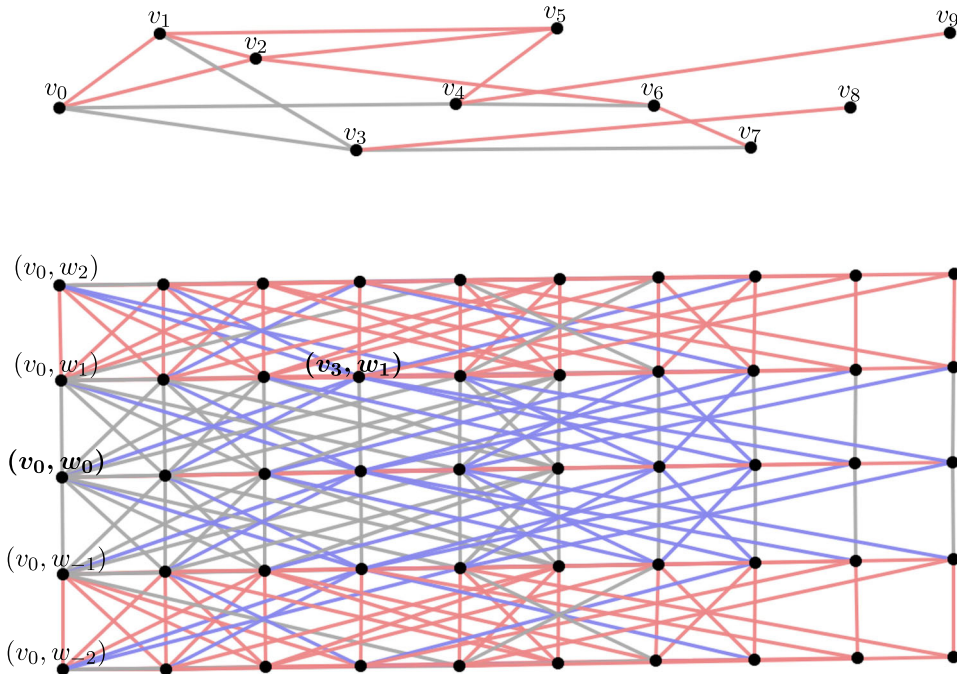 v₁
v₂
v₅
v₉
v₀
v₄
v₆
v₈
v₃
v₇
(v₀, w₂)
(v₀, w₁)
(v₃, w₁)
(v₀, w₀)
(v₀, w₋₁)
(v₀, w₋₂)